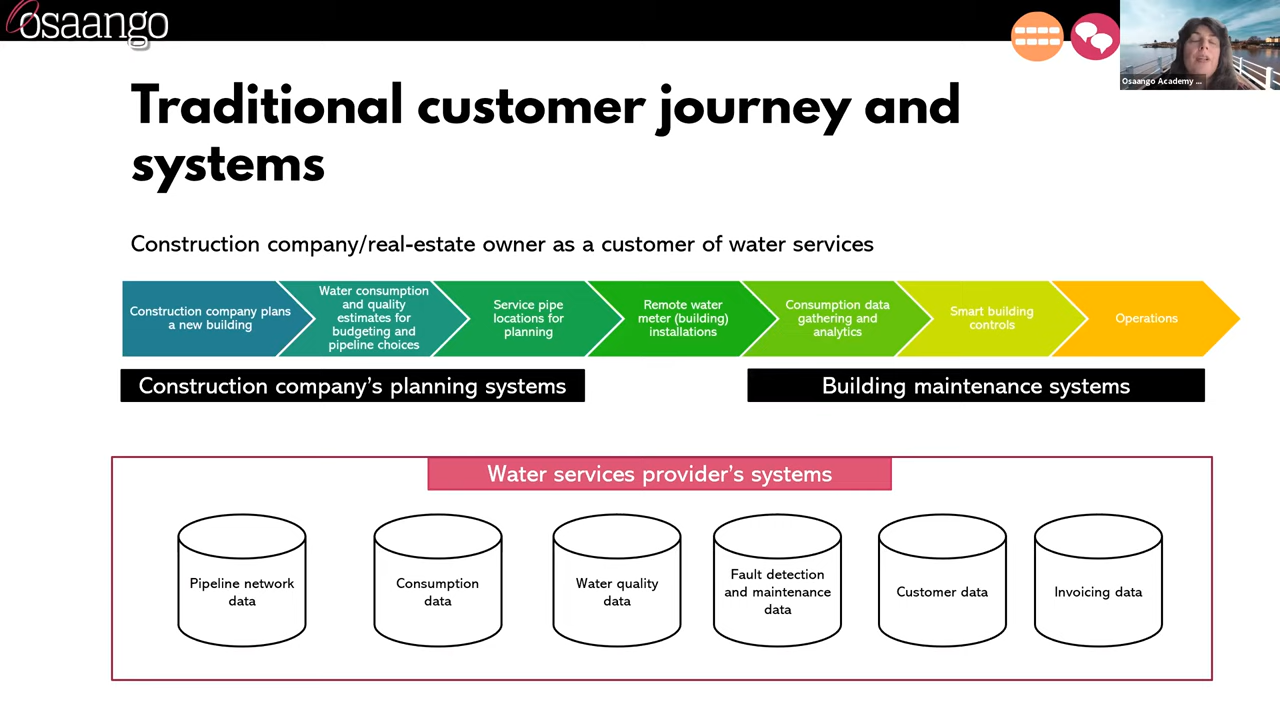 osaango
Osaango Academy ...
Traditional customer journey and
systems
Construction company/real-estate owner as a customer of water services
Construction company plans
a new building
Water consumption
and quality
estimates for
budgeting and
pipeline choices
Service pipe
locations for
planning
Remote water
meter (building)
installations
Consumption data
gathering and
analytics
Smart building
controls
Operations
Construction company's planning systems
Building maintenance systems
Water services provider's systems
Pipeline network
data
Consumption
data
Water quality
data
Fault detection
and maintenance
data
Customer data
Invoicing data